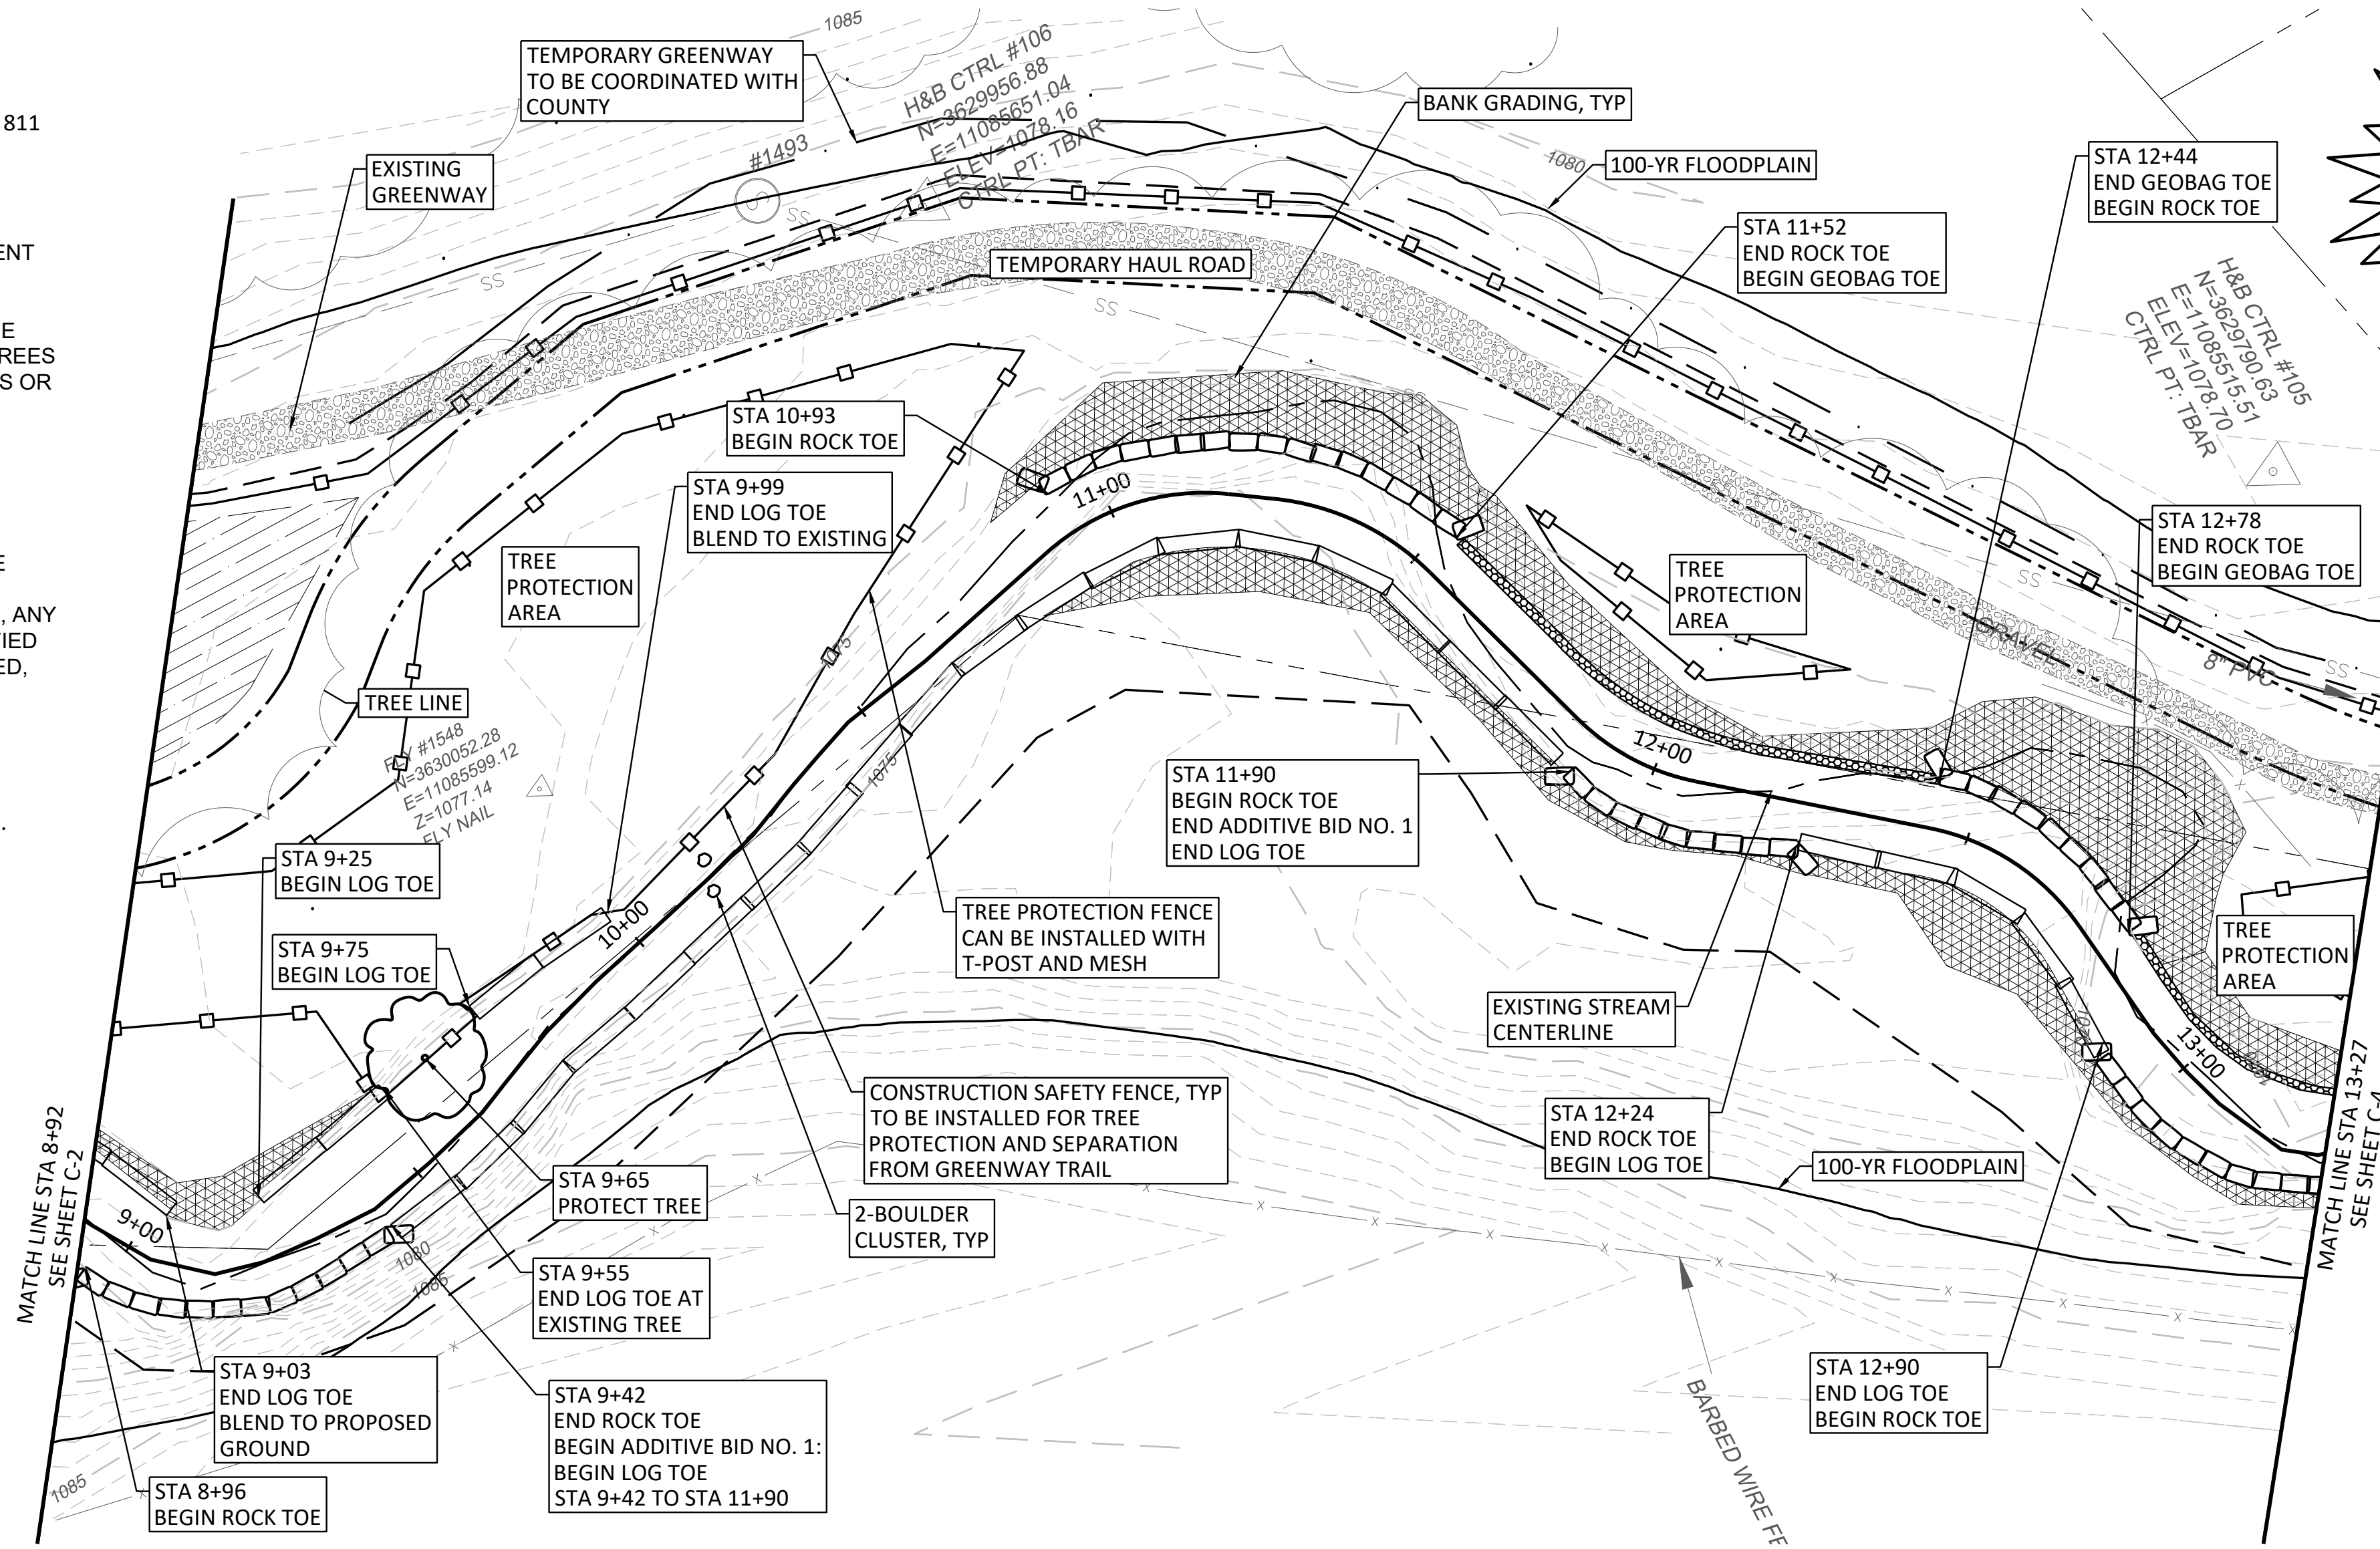 811
ENT
E
REES
S OR
E
, ANY
FIED
ED,
.
1085
TEMPORARY GREENWAY
TO BE COORDINATED WITH
COUNTY
H&B CTRL #106
N=3629956.88
E=11085651.04
ELEV=1078.16
CTRL PT: TBAR
#1493
S
SS
EXISTING
GREENWAY
BANK GRADING, TYP
1080
100-YR FLOODPLAIN
STA 12+44
END GEOBAG TOE
BEGIN ROCK TOE
STA 11+52
END ROCK TOE
BEGIN GEOBAG TOE
H&B CTRL #105
N=3629790.63
E=11085515.51
ELEV=1078.70
CTRL PT: TBAR
TEMPORARY HAUL ROAD
SS
SS
STA 10+93
BEGIN ROCK TOE
STA 9+99
END LOG TOE
BLEND TO EXISTING
11+00
STA 12+78
END ROCK TOE
BEGIN GEOBAG TOE
TREE
PROTECTION
AREA
TREE
PROTECTION
AREA
SS
GRAVEL
8" PVC
SS
1075
TREE LINE
FLY #1548
N=3630052.28
E=11085599.12
Z=1077.14
FLY NAIL
1075
12+00
STA 11+90
BEGIN ROCK TOE
END ADDITIVE BID NO. 1
END LOG TOE
STA 9+25
BEGIN LOG TOE
TREE PROTECTION FENCE
CAN BE INSTALLED WITH
T-POST AND MESH
10+00
STA 9+75
BEGIN LOG TOE
TREE
PROTECTION
AREA
EXISTING STREAM
CENTERLINE
13+00
CONSTRUCTION SAFETY FENCE, TYP
TO BE INSTALLED FOR TREE
PROTECTION AND SEPARATION
FROM GREENWAY TRAIL
STA 12+24
END ROCK TOE
BEGIN LOG TOE
100-YR FLOODPLAIN
MATCH LINE STA 8+92
SEE SHEET C-2
MATCH LINE STA 13+27
SEE SHEET C-4
9+00
STA 9+65
PROTECT TREE
2-BOULDER
CLUSTER, TYP
1080
1085
STA 9+55
END LOG TOE AT
EXISTING TREE
STA 9+03
END LOG TOE
BLEND TO PROPOSED
GROUND
STA 9+42
END ROCK TOE
BEGIN ADDITIVE BID NO. 1:
BEGIN LOG TOE
STA 9+42 TO STA 11+90
STA 12+90
END LOG TOE
BEGIN ROCK TOE
BARBED WIRE FE
1085
STA 8+96
BEGIN ROCK TOE